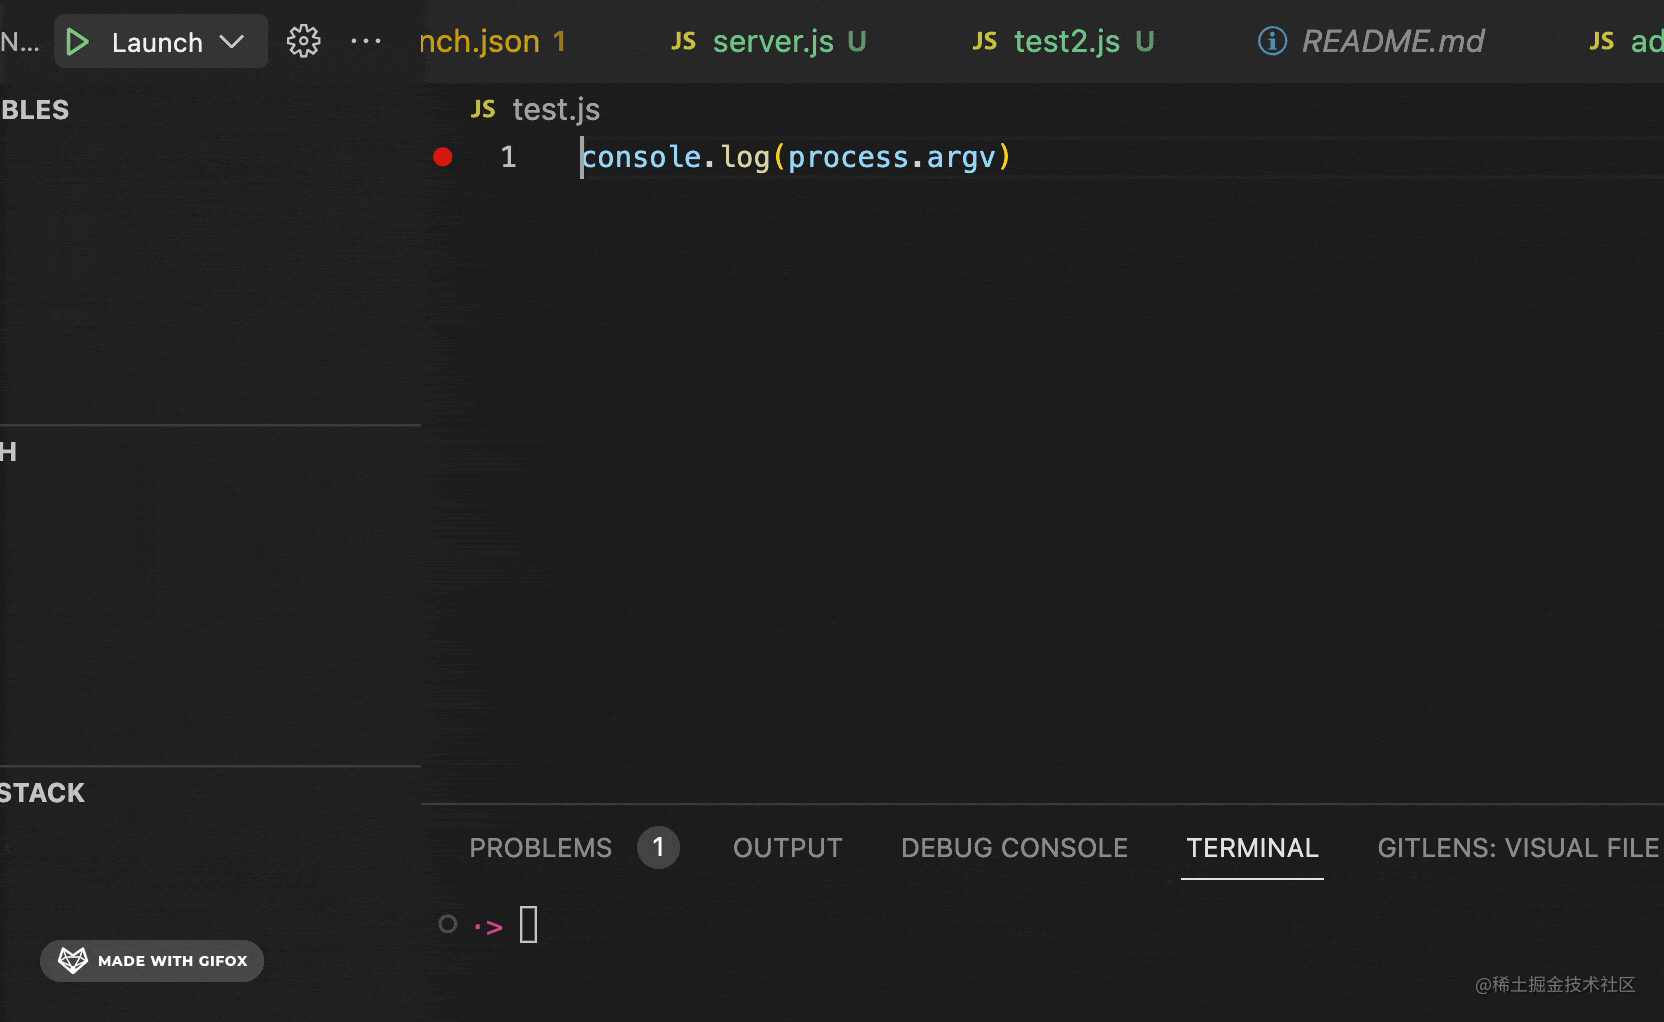 N... Launch ··· nch.json 1 JS server.js U JS test2.js U README.md JS ad
BLES
JS test.js
1 console.log(process.argv)
H
STACK
PROBLEMS 1 OUTPUT DEBUG CONSOLE TERMINAL GITLENS: VISUAL FILE
·>
MADE WITH GIFOX
@稀土掘金技术社区